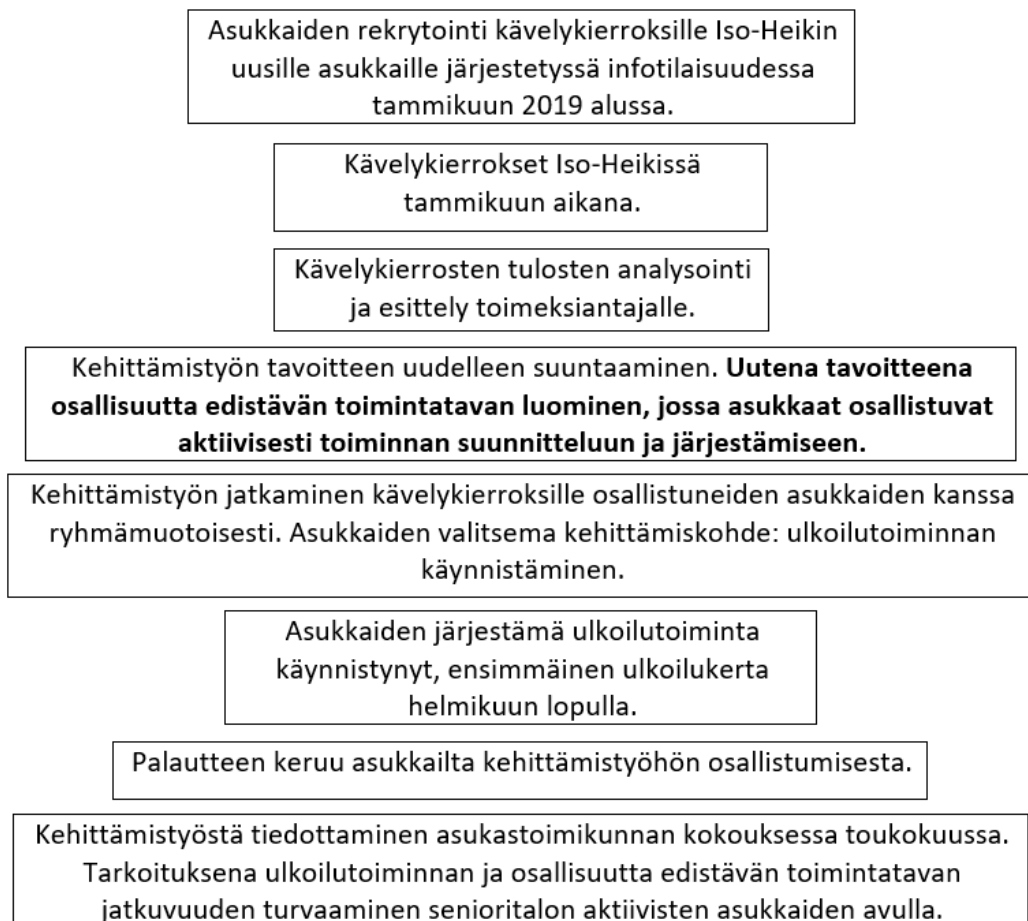 Asukkaiden rekrytointi kävelykierroksille Iso-Heikin
uusille asukkaille järjestetyssä infotilaisuudessa
tammikuun 2019 alussa.
Kävelykierrokset Iso-Heikissä
tammikuun aikana.
Kävelykierrosten tulosten analysointi
ja esittely toimeksiantajalle.
Kehittämistyön tavoitteen uudelleen suuntaaminen. Uutena tavoitteena
osallisuutta edistävän toimintatavan luominen, jossa asukkaat osallistuvat
aktiivisesti toiminnan suunnitteluun ja järjestämiseen.
Kehittämistyön jatkaminen kävelykierroksille osallistuneiden asukkaiden kanssa
ryhmämuotoisesti. Asukkaiden valitsema kehittämiskohde: ulkoilutoiminnan
käynnistäminen.
Asukkaiden järjestämä ulkoilutoiminta
käynnistynyt, ensimmäinen ulkoilukerta
helmikuun lopulla.
Palautteen keruu asukkailta kehittämistyöhön osallistumisesta.
Kehittämistyöstä tiedottaminen asukastoimikunnan kokouksessa toukokuussa.
Tarkoituksena ulkoilutoiminnan ja osallisuutta edistävän toimintatavan
jatkuvuuden turvaaminen senioritalon aktiivisten asukkaiden avulla.